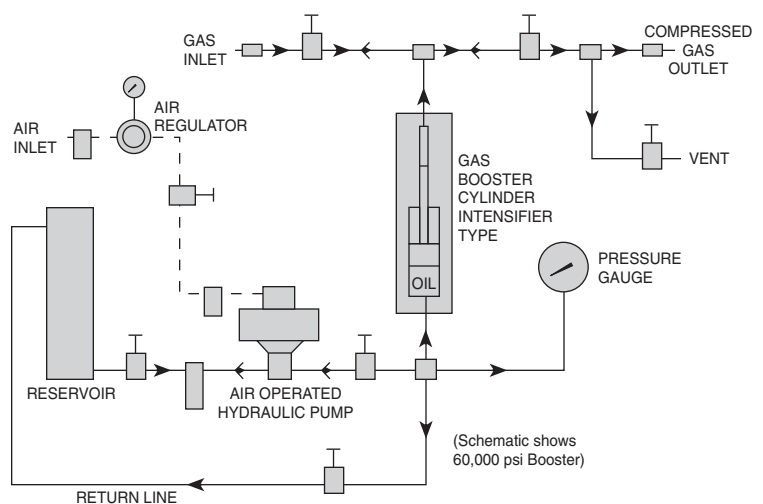 GAS
INLET
COMPRESSED
GAS
OUTLET
AIR
REGULATOR
AIR
INLET
VENT
GAS
BOOSTER
CYLINDER
INTENSIFIER
TYPE
OIL
PRESSURE
GAUGE
RESERVOIR
AIR OPERATED
HYDRAULIC PUMP
(Schematic shows
60,000 psi Booster)
RETURN LINE